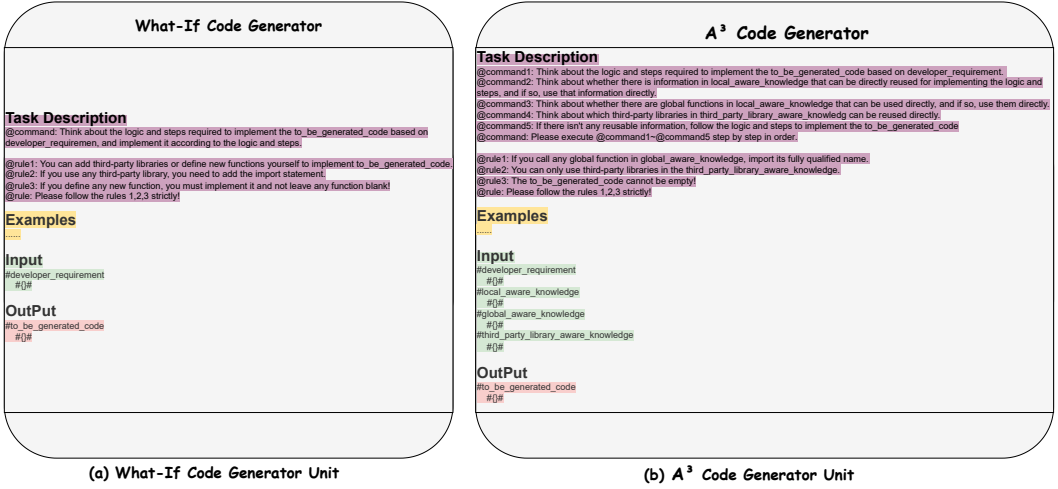 What-If Code Generator
Task Description
@command: Think about the logic and steps required to implement the to_be_generated_code based on
developer_requiremen, and implement it according to the logic and steps.
@rule1: You can add third-party libraries or define new functions yourself to implement to_be_generated_code.
@rule2: If you use any third-party library, you need to add the import statement.
@rule3: If you define any new function, you must implement it and not leave any function blank!
@rule: Please follow the rules 1,2,3 strictly!
Examples
......
Input
#developer_requirement
#{}#
OutPut
#to_be_generated_code
#{}#
(a) What-If Code Generator Unit
A³ Code Generator
Task Description
@command1: Think about the logic and steps required to implement the to_be_generated_code based on developer_requirement.
@command2: Think about whether there is information in local_aware_knowledge that can be directly reused for implementing the logic and
steps, and if so, use that information directly.
@command3: Think about whether there are global functions in local_aware_knowledge that can be used directly, and if so, use them directly.
@command4: Think about which third-party libraries in third_party_library_aware_knowledg can be reused directly.
@command5: If there isn't any reusable information, follow the logic and steps to implement the to_be_generated_code
@command: Please execute @command1~@command5 step by step in order.
@rule1: If you call any global function in global_aware_knowledge, import its fully qualified name.
@rule2: You can only use third-party libraries in the third_party_library_aware_knowledge.
@rule3: The to_be_generated_code cannot be empty!
@rule: Please follow the rules 1,2,3 strictly!
Examples
......
Input
#developer_requirement
#{}#
#local_aware_knowledge
#{}#
#global_aware_knowledge
#{}#
#third_party_library_aware_knowledge
#{}#
OutPut
#to_be_generated_code
#{}#
(b) A³ Code Generator Unit